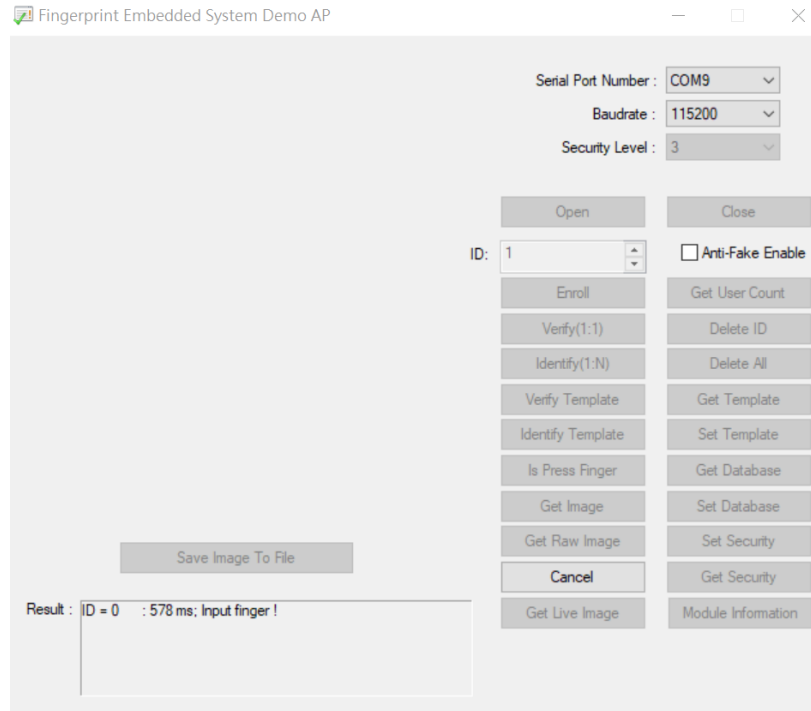 Fingerprint Embedded System Demo AP
Serial Port Number : COM9
Baudrate : 115200
Security Level : 3
Open Close
ID: 1 Anti-Fake Enable
Enroll Get User Count
Verify(1:1) Delete ID
Identify(1:N) Delete All
Verify Template Get Template
Identify Template Set Template
Is Press Finger Get Database
Get Image Set Database
Get Raw Image Set Security
Save Image To File
Cancel Get Security
Result : ID = 0 : 578 ms; Input finger !
Get Live Image Module Information